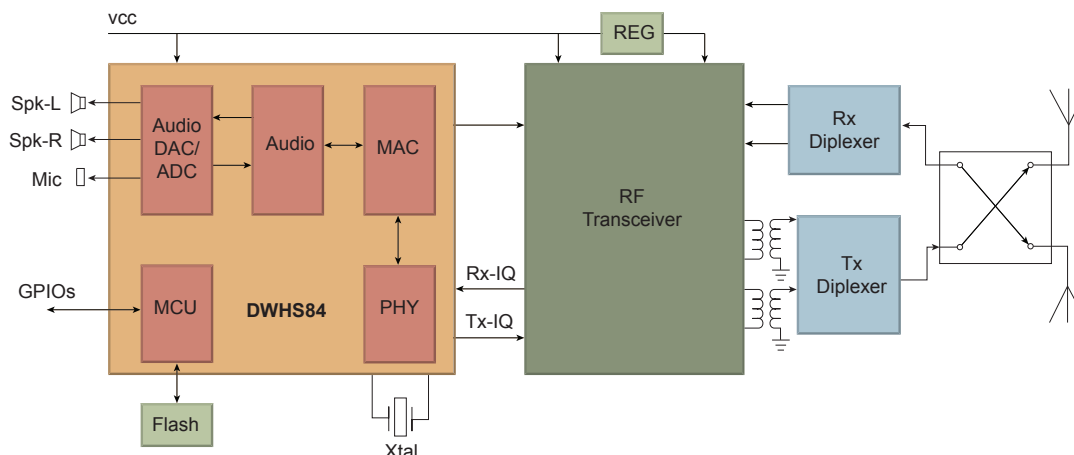 vcc
REG
Spk-L
Spk-R
Mic
Audio
DAC/
ADC
Audio
MAC
RF
Transceiver
Rx
Diplexer
Tx
Diplexer
GPIOs
MCU
DWHS84
PHY
Rx-IQ
Tx-IQ
Flash
Xtal